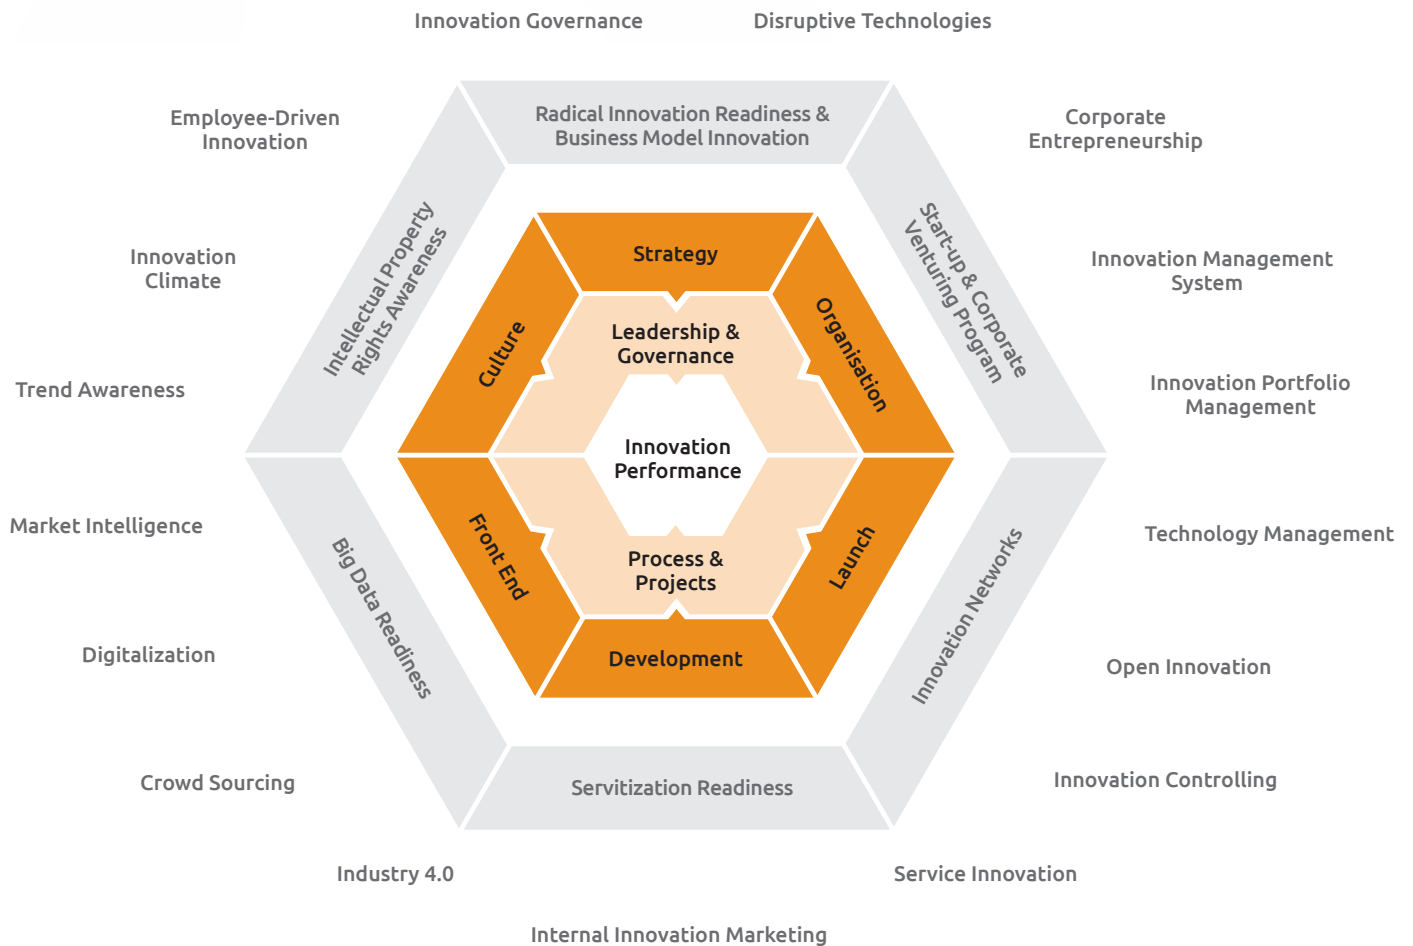 Innovation Governance
Disruptive Technologies
Employee-Driven
Innovation
Radical Innovation Readiness &
Business Model Innovation
Corporate
Entrepreneurship
Innovation
Climate
Intellectual Property
Rights Awareness
Strategy
Start-up & Corporate
Venturing Program
Innovation Management
System
Culture
Leadership &
Governance
Organisation
Trend Awareness
Innovation Portfolio
Management
Innovation
Performance
Market Intelligence
Front End
Process &
Projects
Launch
Technology Management
Big Data Readiness
Innovation Networks
Digitalization
Development
Open Innovation
Crowd Sourcing
Servitization Readiness
Innovation Controlling
Industry 4.0
Service Innovation
Internal Innovation Marketing